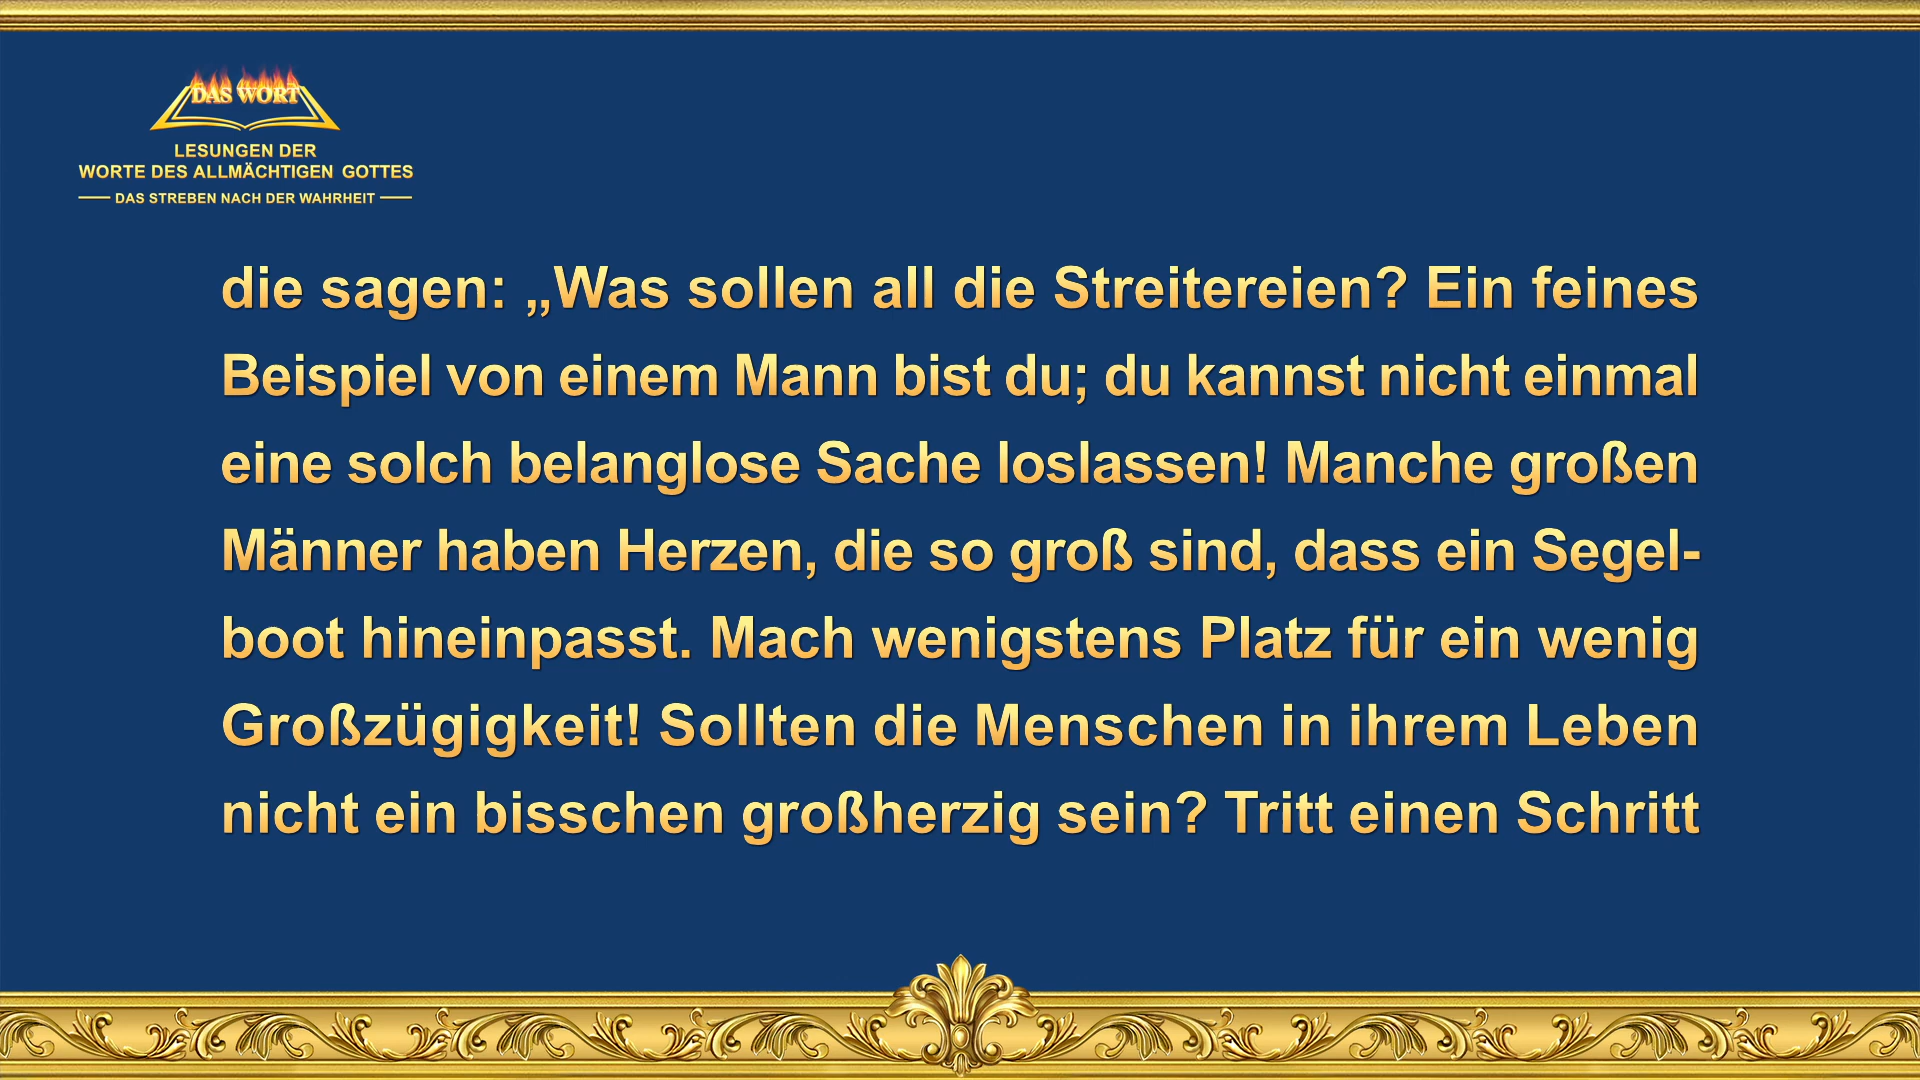 DAS WORT
LESUNGEN DER
WORTE DES ALLMÄCHTIGEN GOTTES
DAS STREBEN NACH DER WAHRHEIT
die sagen: „Was sollen all die Streitereien? Ein feines
Beispiel von einem Mann bist du; du kannst nicht einmal
eine solch belanglose Sache loslassen! Manche großen
Männer haben Herzen, die so groß sind, dass ein Segel-
boot hineinpasst. Mach wenigstens Platz für ein wenig
Großzügigkeit! Sollten die Menschen in ihrem Leben
nicht ein bisschen großherzig sein? Tritt einen Schritt